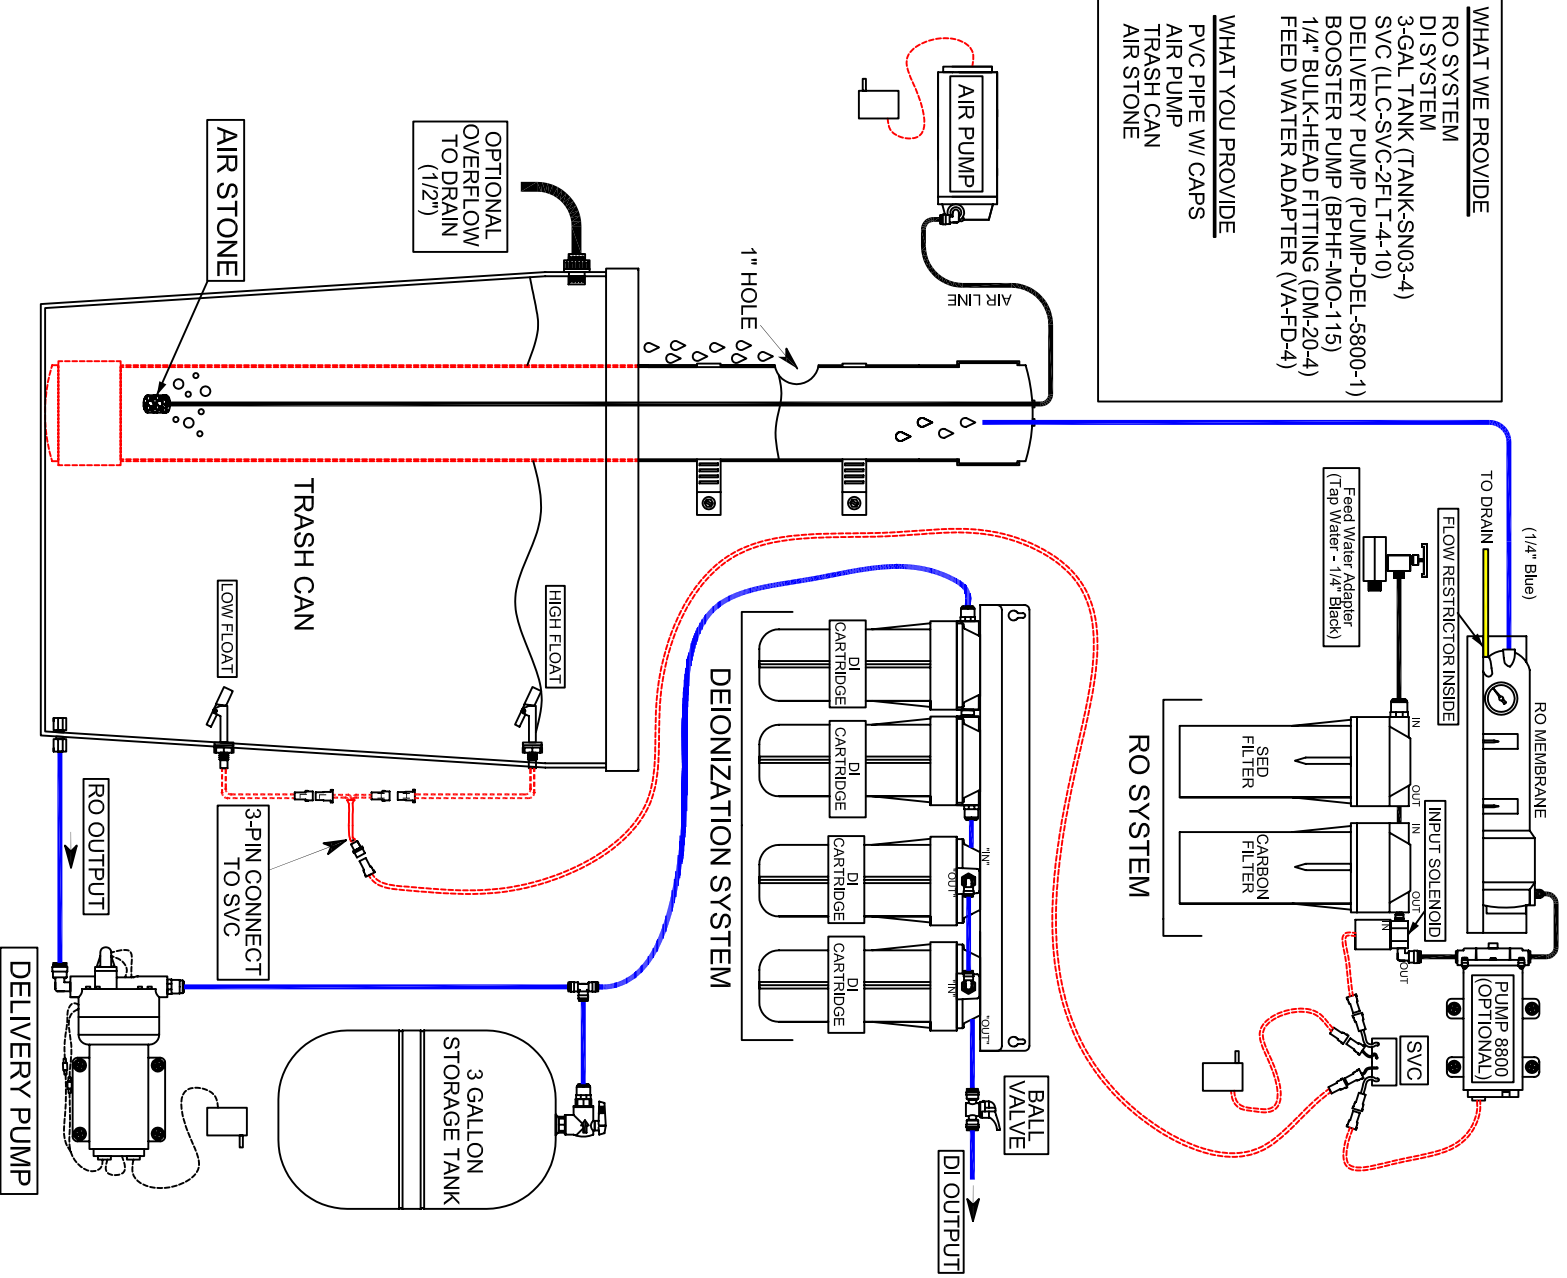 WHAT WE PROVIDE
RO SYSTEM
DI SYSTEM
3-GAL TANK (TANK-SN03-4)
SVC (LLC-SVC-2FLT-4-10)
DELIVERY PUMP (PUMP-DEL-5800-1)
BOOSTER PUMP (BPHF-MO-115)
1/4" BULK-HEAD FITTING (DM-20-4)
FEED WATER ADAPTER (VA-FD-4)
WHAT YOU PROVIDE
PVC PIPE W/ CAPS
AIR PUMP
TRASH CAN
AIR STONE
AIR PUMP
AIR LINE
1" HOLE
OPTIONAL
OVERFLOW
TO DRAIN
(1/2")
AIR STONE
TRASH CAN
LOW FLOAT
HIGH FLOAT
3-PIN CONNECT
TO SVC
RO OUTPUT
DELIVERY PUMP
3 GALLON
STORAGE TANK
(1/4" Blue)
TO DRAIN
FLOW RESTRICTOR INSIDE
RO MEMBRANE
Feed Water Adapter
(Tap Water - 1/4" Black)
IN
OUT
IN
OUT
SED
FILTER
CARBON
FILTER
RO SYSTEM
INPUT SOLENOID
IN
OUT
PUMP 8800
(OPTIONAL)
SVC
DI
CARTRIDGE
DI
CARTRIDGE
DI
CARTRIDGE
DI
CARTRIDGE
"IN"
"OUT"
"IN"
"OUT"
DEIONIZATION SYSTEM
BALL
VALVE
DI OUTPUT